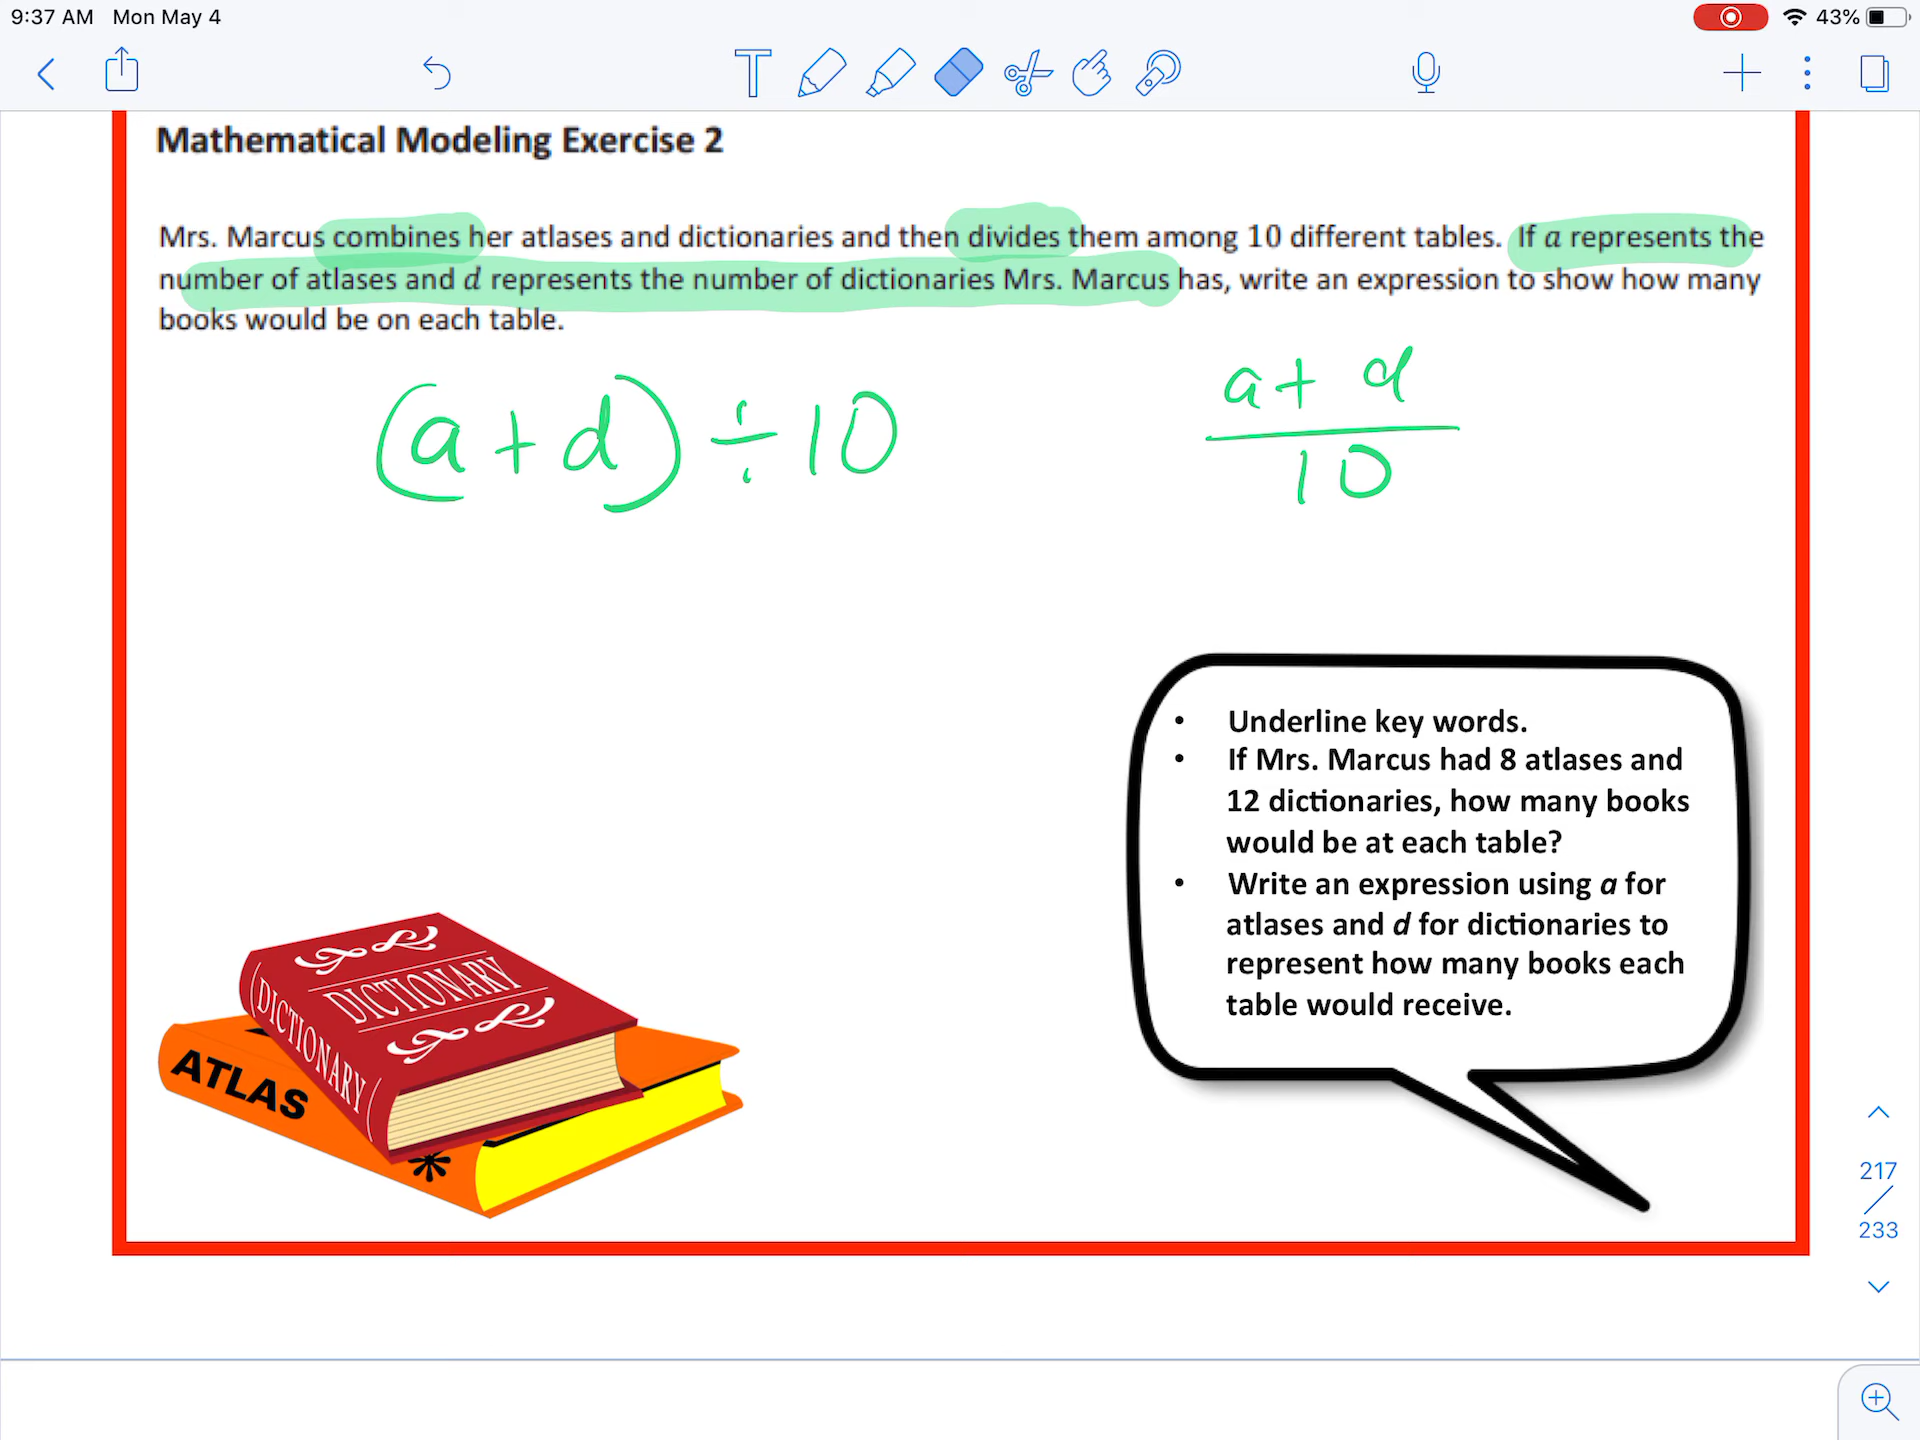 9:37 AM Mon May 4
43%
T
Mathematical Modeling Exercise 2
Mrs. Marcus combines her atlases and dictionaries and then divides them among 10 different tables. If a represents the
number of atlases and d represents the number of dictionaries Mrs. Marcus has, write an expression to show how many
books would be on each table.
(a + d) ÷ 10
a + d
10
• Underline key words.
• If Mrs. Marcus had 8 atlases and
12 dictionaries, how many books
would be at each table?
• Write an expression using a for
atlases and d for dictionaries to
represent how many books each
table would receive.
DICTIONARY
DICTIONARY
ATLAS
*
217
/
233